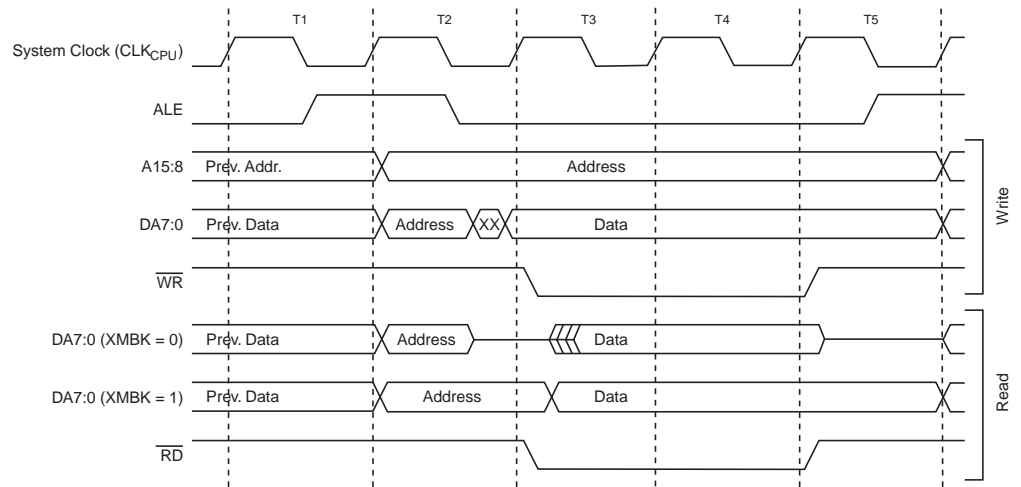 T1 T2 T3 T4 T5
System Clock (CLKCPU)
ALE
A15:8 Prev. Addr. Address
DA7:0 Prev. Data Address XX Data
WR
Write
DA7:0 (XMBK = 0) Prev. Data Address Data
DA7:0 (XMBK = 1) Prev. Data Address Data
RD
Read